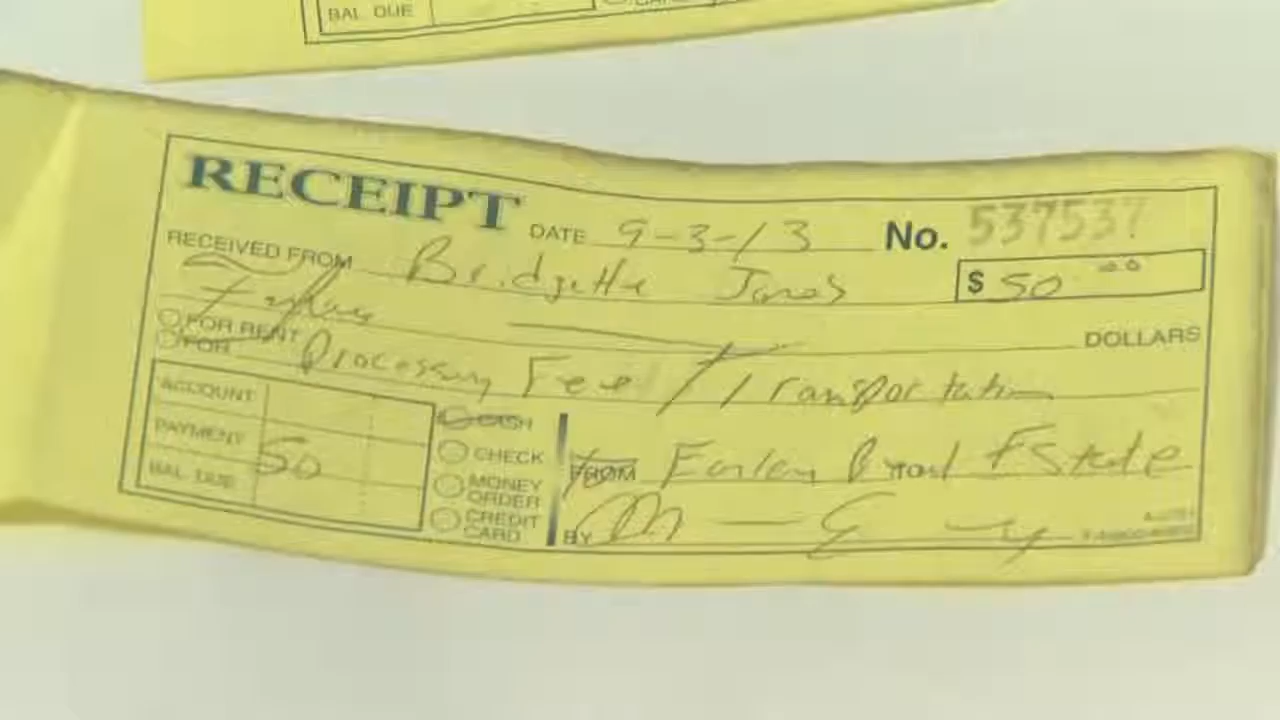 BAL DUE
RECEIPT DATE 9-3-13 No. 537537
RECEIVED FROM Bridgette Jones $ 50 00
DOLLARS
FOR RENT
FOR Processing Fee / Transportation
ACCOUNT
PAYMENT 50
BAL DUE
CASH
CHECK
MONEY ORDER
CREDIT CARD
FROM Estate
BY